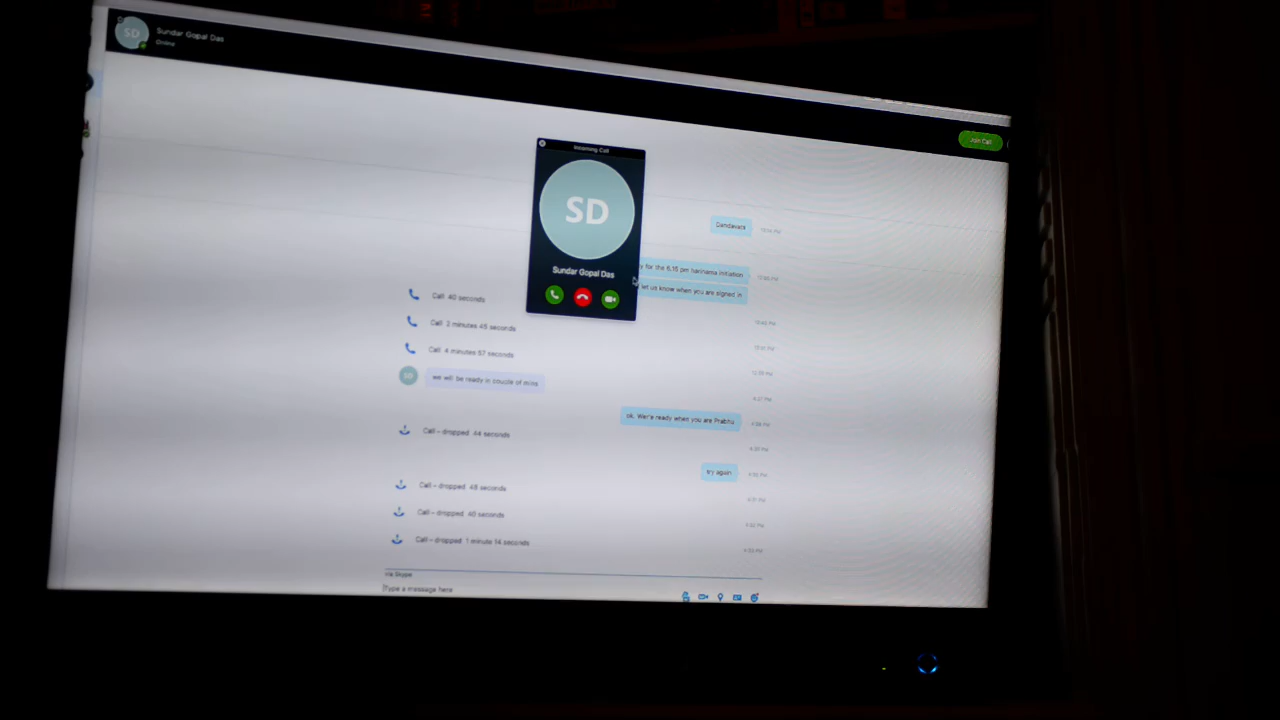 SD
Sundar Gopal Das
Online
Join Call
Incoming Call
SD
Sundar Gopal Das
Dandavats
y for the 6.15 pm harinama initiation
let us know when you are signed in
Call 40 seconds
Call 2 minutes 45 seconds
Call 4 minutes 57 seconds
SD
we will be ready in couple of mins
ok. We're ready when you are Prabhu
Call – dropped 44 seconds
try again
Call – dropped 48 seconds
Call – dropped 40 seconds
Call – dropped 1 minute 14 seconds
via Skype
Type a message here